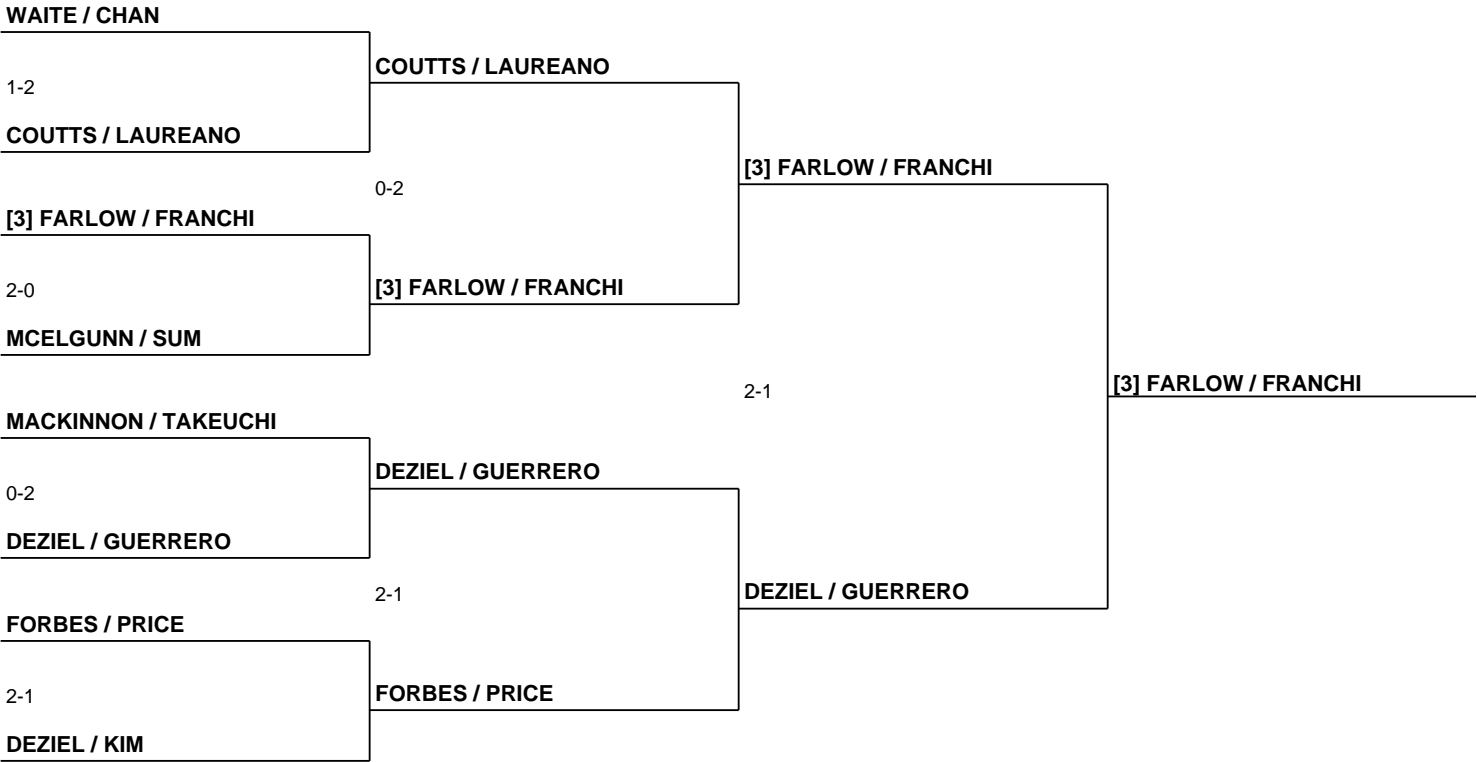 WAITE / CHAN
1-2
COUTTS / LAUREANO
[3] FARLOW / FRANCHI
2-0
MCELGUNN / SUM
MACKINNON / TAKEUCHI
0-2
DEZIEL / GUERRERO
FORBES / PRICE
2-1
DEZIEL / KIM
COUTTS / LAUREANO
0-2
[3] FARLOW / FRANCHI
DEZIEL / GUERRERO
2-1
FORBES / PRICE
[3] FARLOW / FRANCHI
2-1
DEZIEL / GUERRERO
[3] FARLOW / FRANCHI